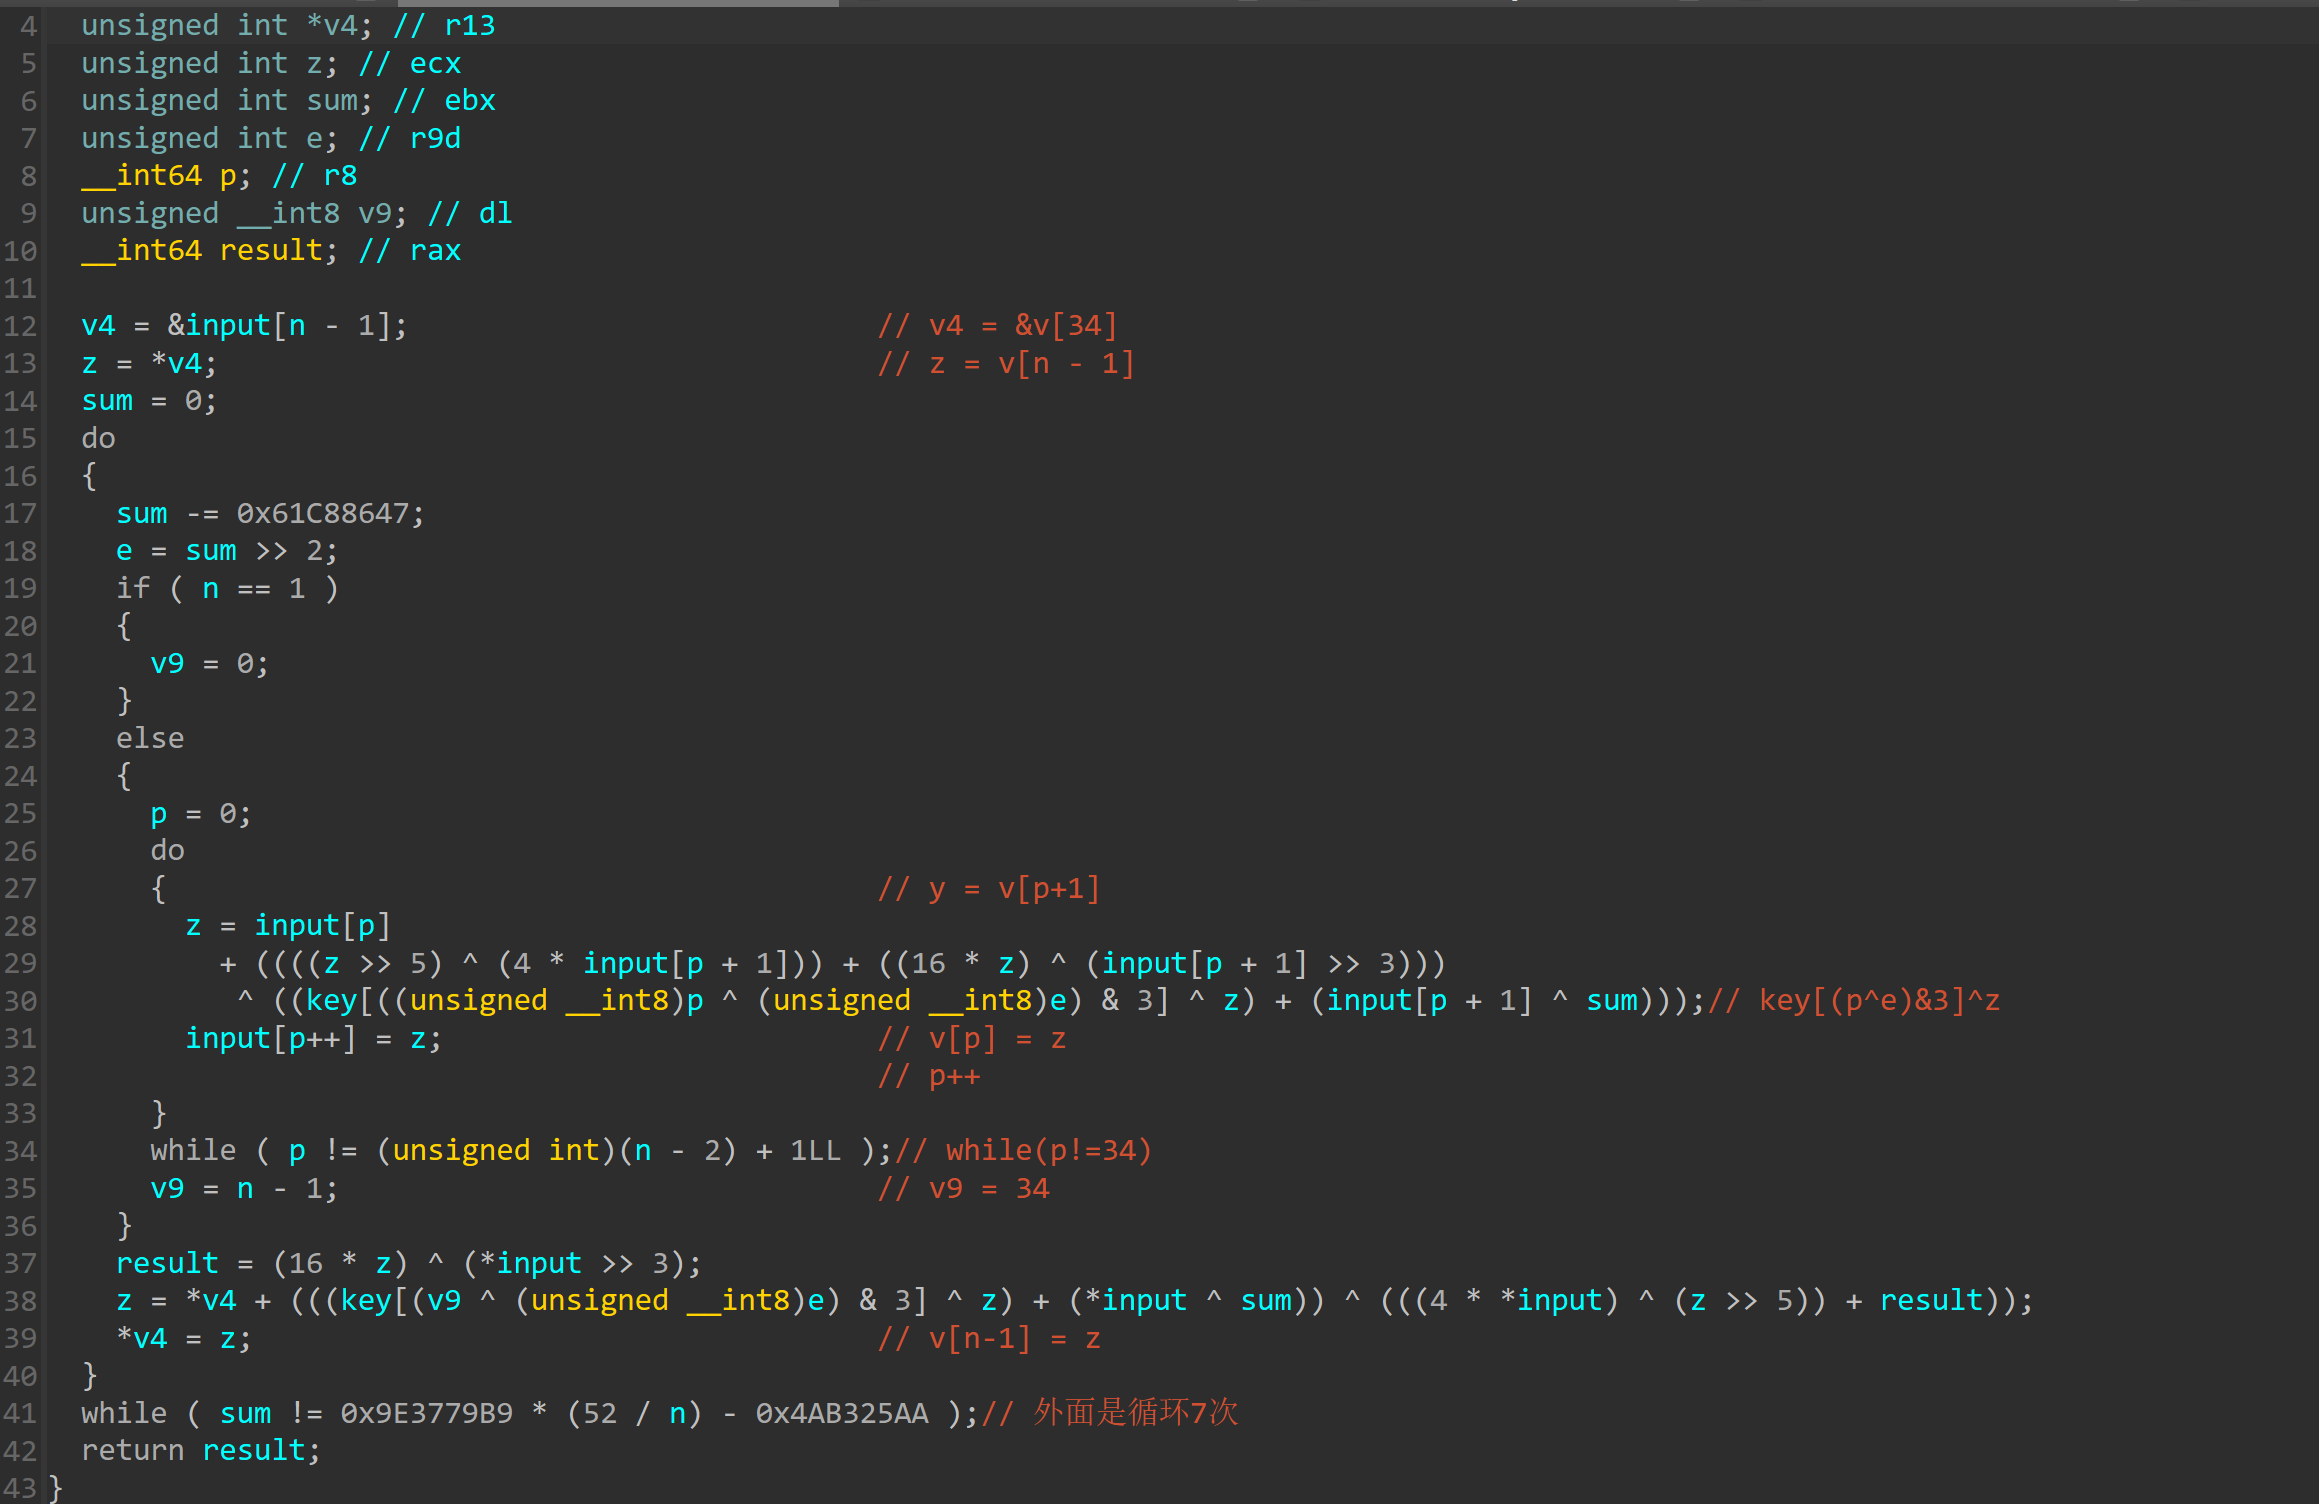 4 unsigned int *v4; // r13
5 unsigned int z; // ecx
6 unsigned int sum; // ebx
7 unsigned int e; // r9d
8 __int64 p; // r8
9 unsigned __int8 v9; // dl
10 __int64 result; // rax
11
12 v4 = &input[n - 1]; // v4 = &v[34]
13 z = *v4; // z = v[n - 1]
14 sum = 0;
15 do
16 {
17 sum -= 0x61C88647;
18 e = sum >> 2;
19 if ( n == 1 )
20 {
21 v9 = 0;
22 }
23 else
24 {
25 p = 0;
26 do
27 { // y = v[p+1]
28 z = input[p]
29 + ((((z >> 5) ^ (4 * input[p + 1])) + ((16 * z) ^ (input[p + 1] >> 3)))
30 ^ ((key[((unsigned __int8)p ^ (unsigned __int8)e) & 3] ^ z) + (input[p + 1] ^ sum)));// key[(p^e)&3]^z
31 input[p++] = z; // v[p] = z
32 // p++
33 }
34 while ( p != (unsigned int)(n - 2) + 1LL );// while(p!=34)
35 v9 = n - 1; // v9 = 34
36 }
37 result = (16 * z) ^ (*input >> 3);
38 z = *v4 + (((key[(v9 ^ (unsigned __int8)e) & 3] ^ z) + (*input ^ sum)) ^ (((4 * *input) ^ (z >> 5)) + result));
39 *v4 = z; // v[n-1] = z
40 }
41 while ( sum != 0x9E3779B9 * (52 / n) - 0x4AB325AA );// 外面是循环7次
42 return result;
43 }